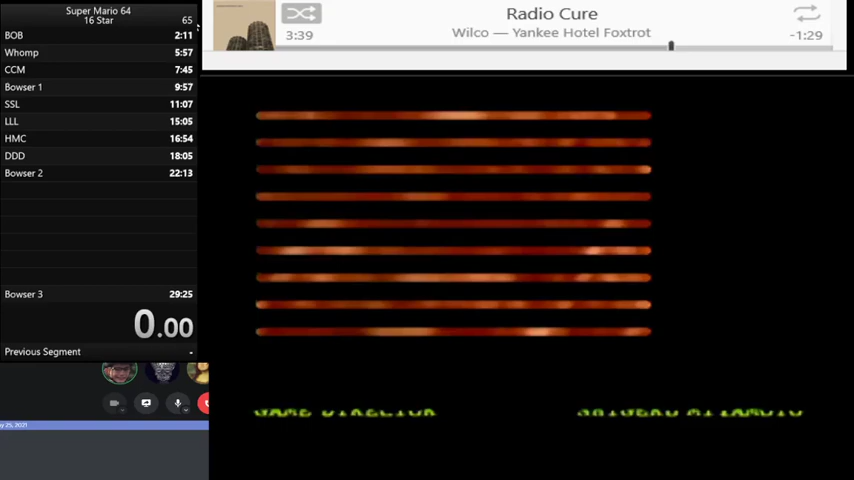 Super Mario 64
16 Star
65
BOB 2:11
Whomp 5:57
CCM 7:45
Bowser 1 9:57
SSL 11:07
LLL 15:05
HMC 16:54
DDD 18:05
Bowser 2 22:13
Bowser 3 29:25
0.00
Previous Segment -
25, 2021
Radio Cure
3:39
Wilco — Yankee Hotel Foxtrot
-1:29